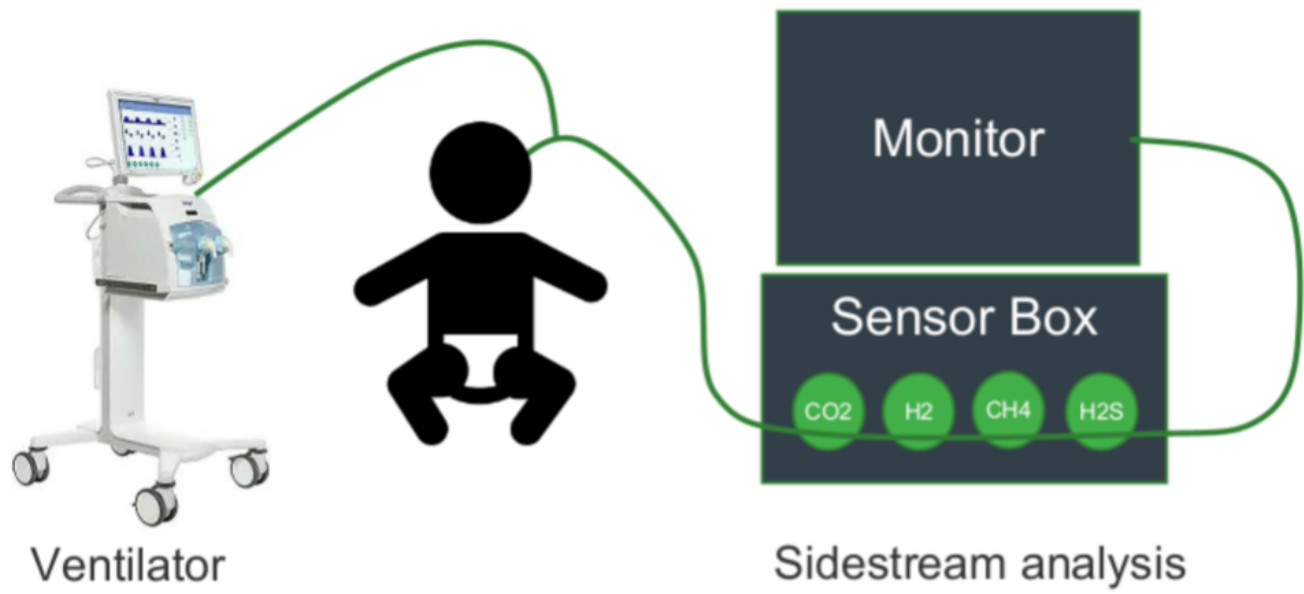 Monitor
Sensor Box
CO2 H2 CH4 H2S
Ventilator
Sidestream analysis